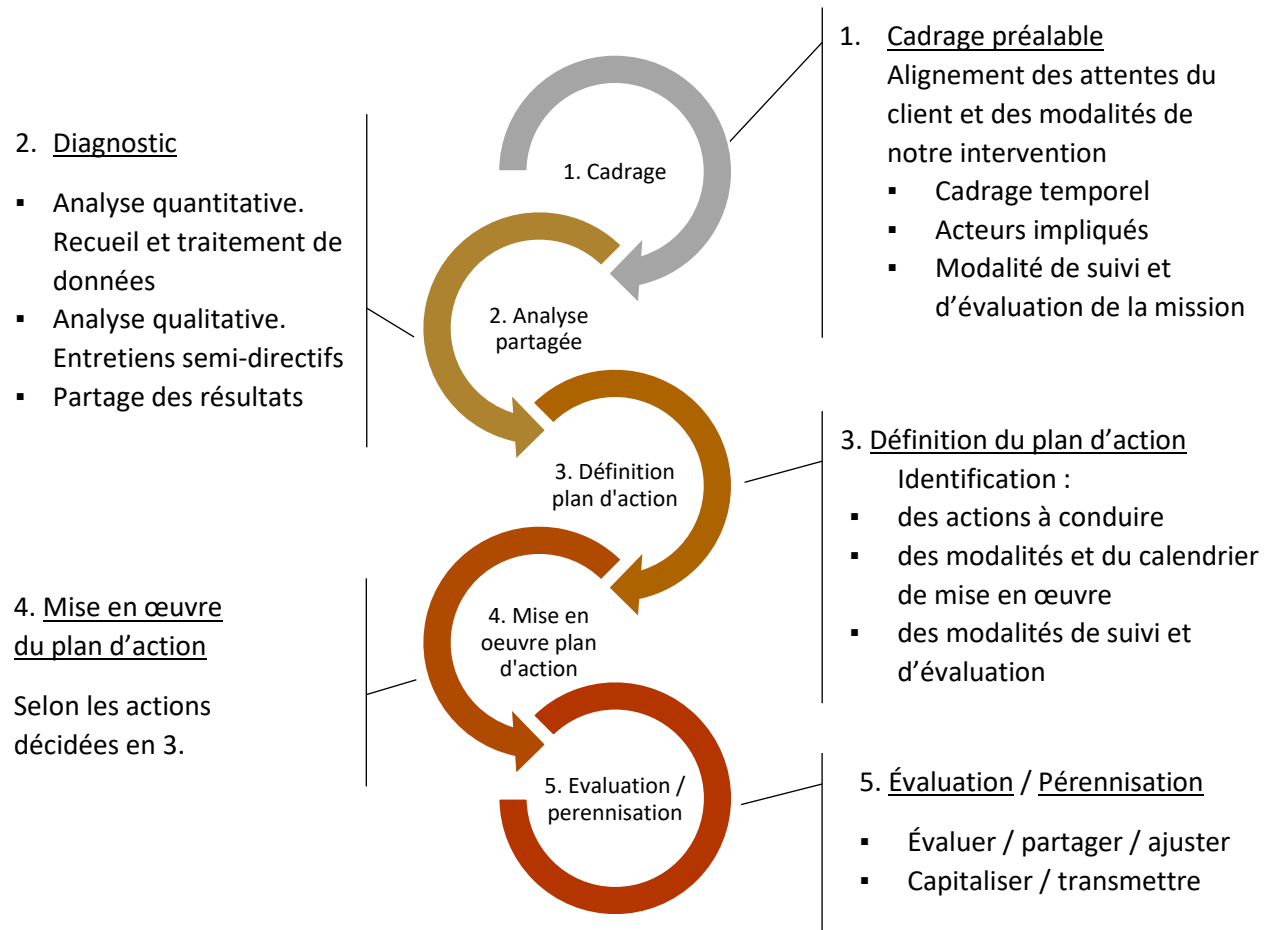 1. Cadrage préalable
Alignement des attentes du
client et des modalités de
notre intervention
▪ Cadrage temporel
▪ Acteurs impliqués
▪ Modalité de suivi et
d’évaluation de la mission
1. Cadrage
2. Diagnostic
▪ Analyse quantitative.
Recueil et traitement de
données
▪ Analyse qualitative.
Entretiens semi-directifs
▪ Partage des résultats
2. Analyse
partagée
3. Définition du plan d’action
Identification :
▪ des actions à conduire
▪ des modalités et du calendrier
de mise en œuvre
▪ des modalités de suivi et
d’évaluation
3. Définition
plan d'action
4. Mise en œuvre
du plan d’action
Selon les actions
décidées en 3.
4. Mise en
oeuvre plan
d'action
5. Evaluation /
perennisation
5. Évaluation / Pérennisation
▪ Évaluer / partager / ajuster
▪ Capitaliser / transmettre